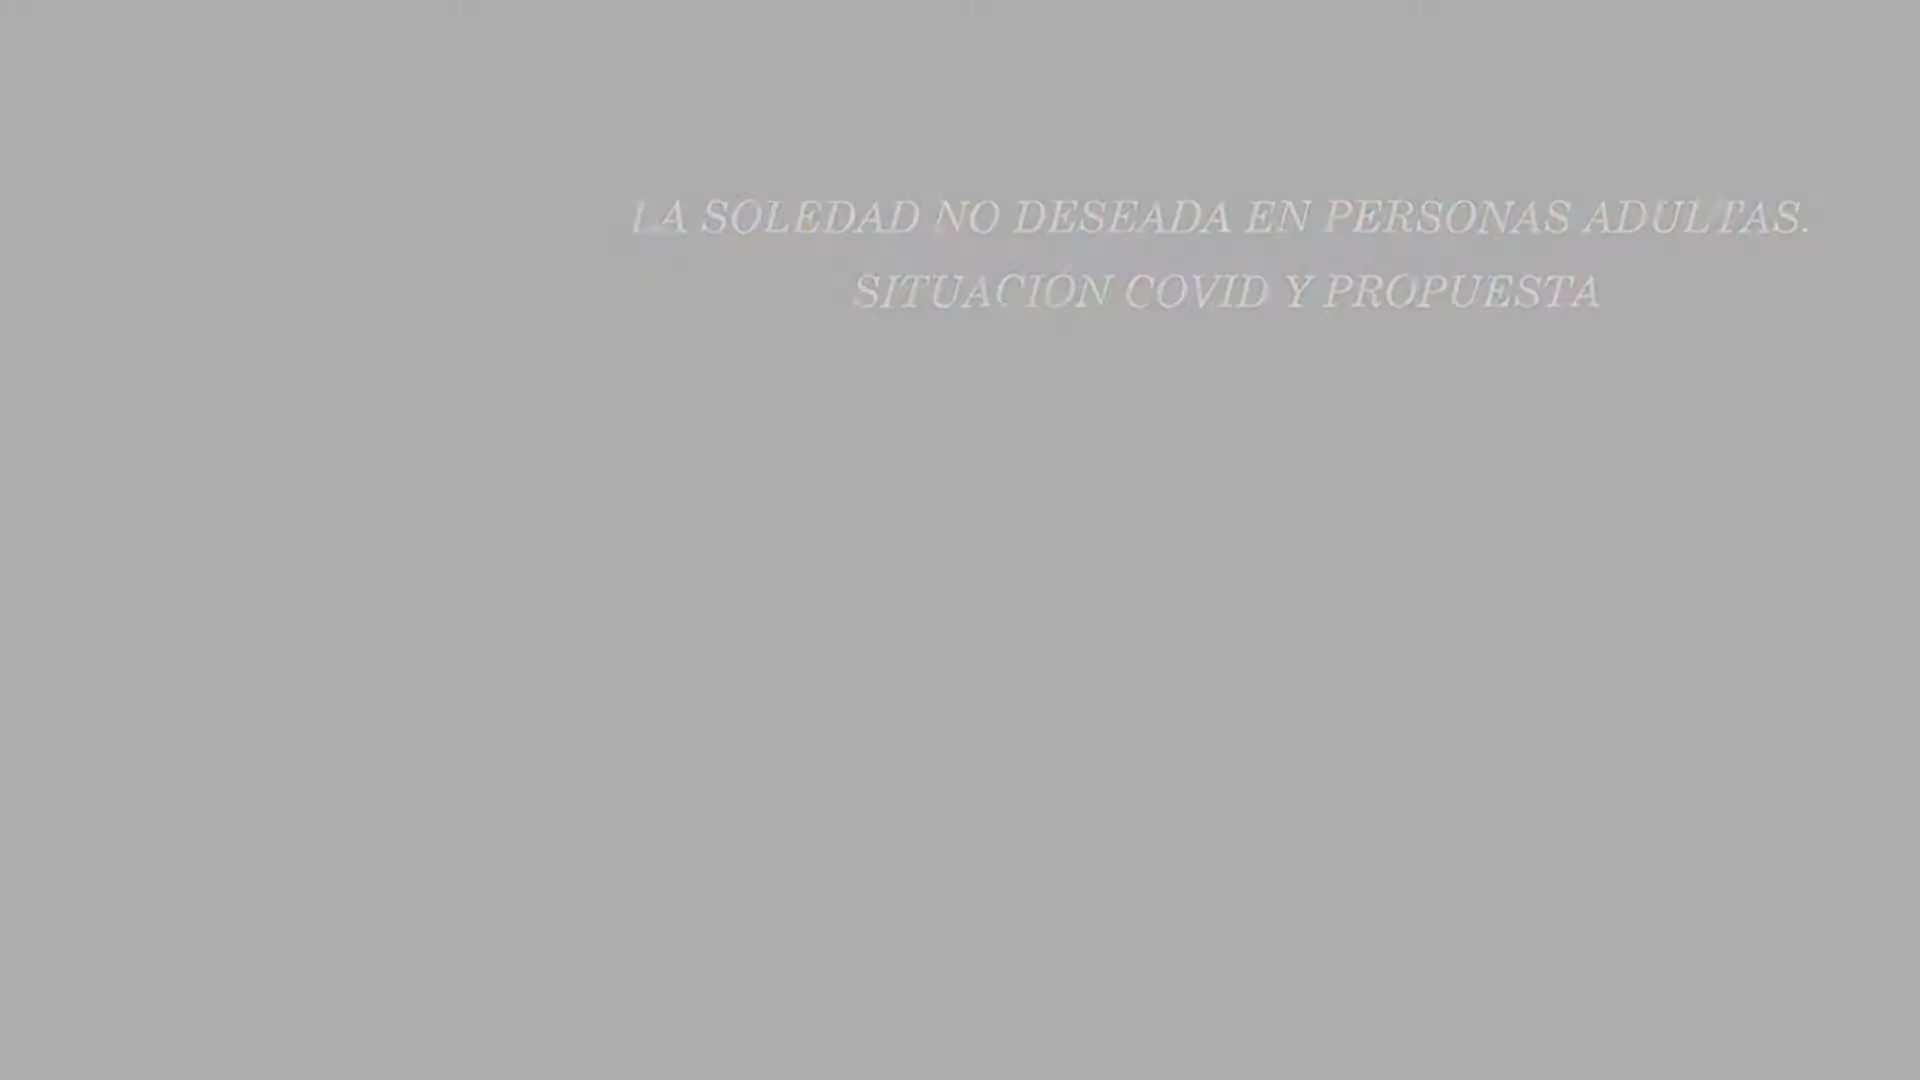 LA SOLEDAD NO DESEADA EN PERSONAS ADULTAS.
SITUACION COVID Y PROPUESTA